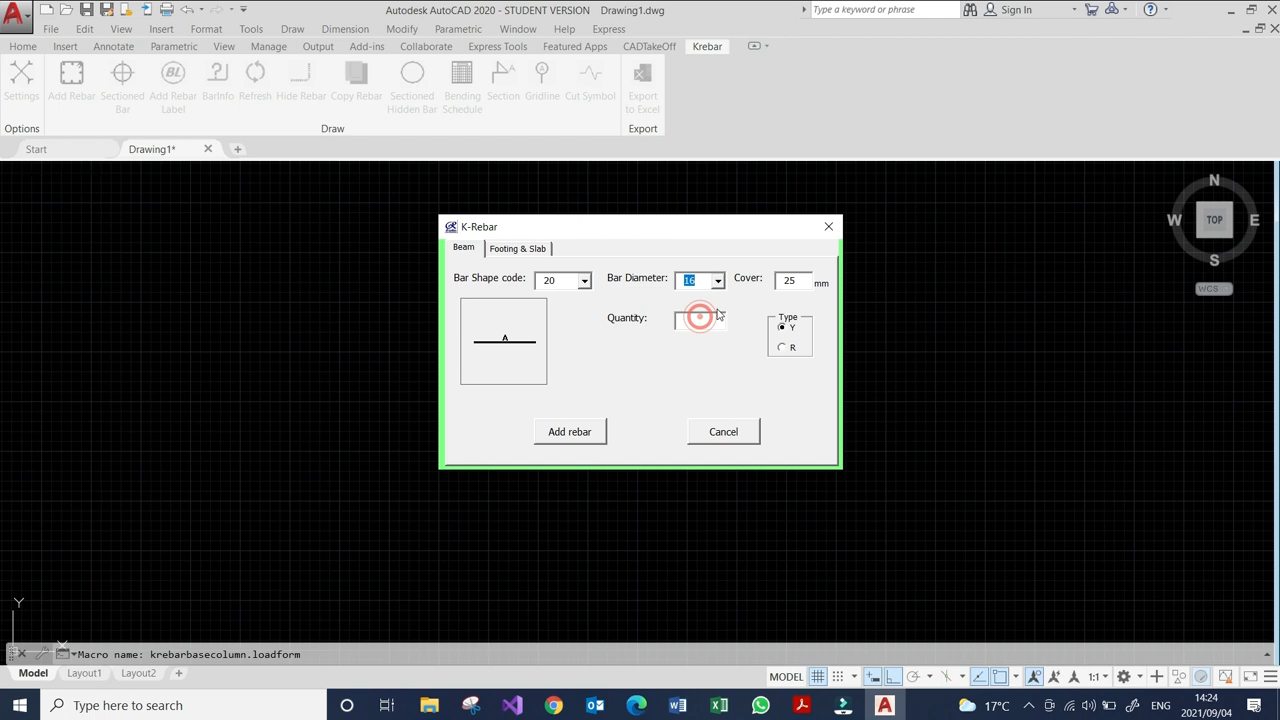 Autodesk AutoCAD 2020 - STUDENT VERSION Drawing1.dwg
Type a keyword or phrase
Sign In
File Edit View Insert Format Tools Draw Dimension Modify Parametric Window Help Express
Home Insert Annotate Parametric View Manage Output Add-ins Collaborate Express Tools Featured Apps CADTakeOff Krebar
Settings
Add Rebar
Sectioned
Bar
BL
Add Rebar
Label
BarInfo
Refresh
Hide Rebar
Copy Rebar
Sectioned
Hidden Bar
Bending
Schedule
Section
A
Gridline
Cut Symbol
Export
to Excel
Options
Draw
Export
Start
Drawing1*
N
W
TOP
E
S
WCS
K-Rebar
Beam
Footing & Slab
Bar Shape code: 20
Bar Diameter: 16
Cover: 25 mm
Quantity:
Type
Y
R
A
Add rebar
Cancel
Y
X
Macro name: krebarbasecolumn.loadform
Model Layout1 Layout2
MODEL
1:1
Type here to search
17°C
ENG
14:24
2021/09/04